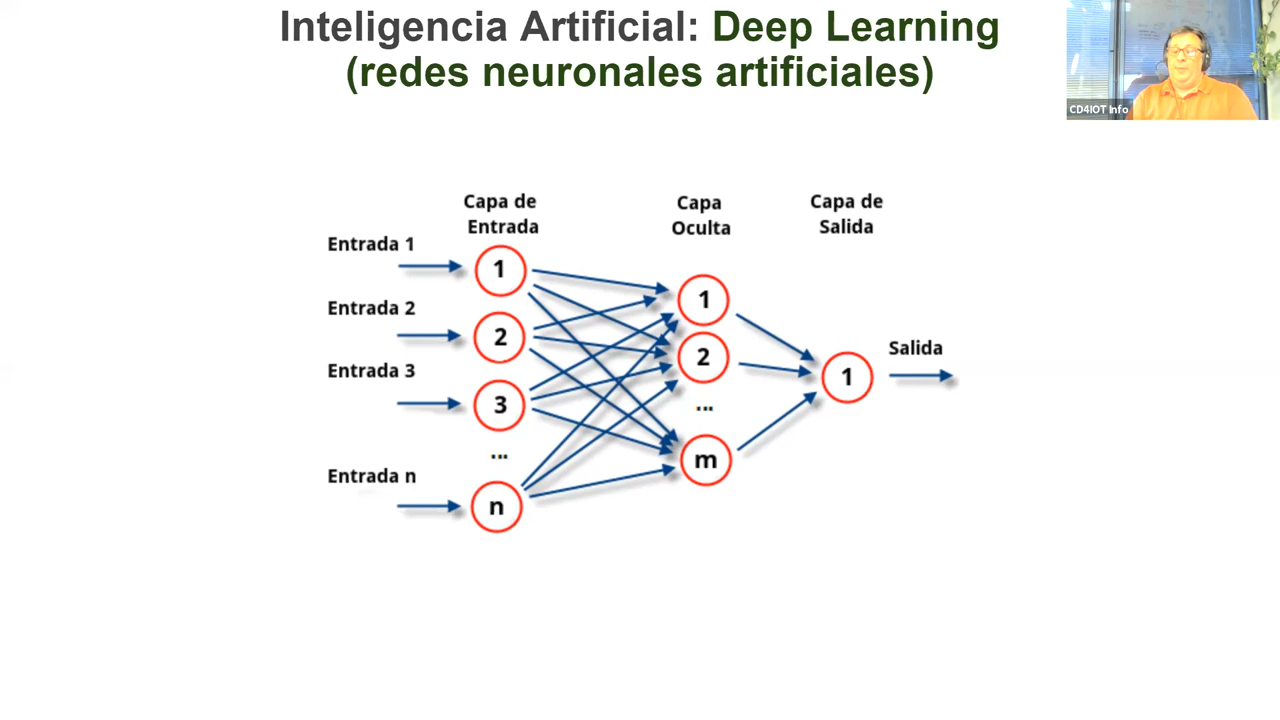 Inteligencia Artificial: Deep Learning
(redes neuronales artificiales)
CD4IOT Info
Capa de
Entrada
Capa
Oculta
Capa de
Salida
Entrada 1
1
Entrada 2
2
Entrada 3
3
...
Entrada n
n
1
2
...
m
1
Salida